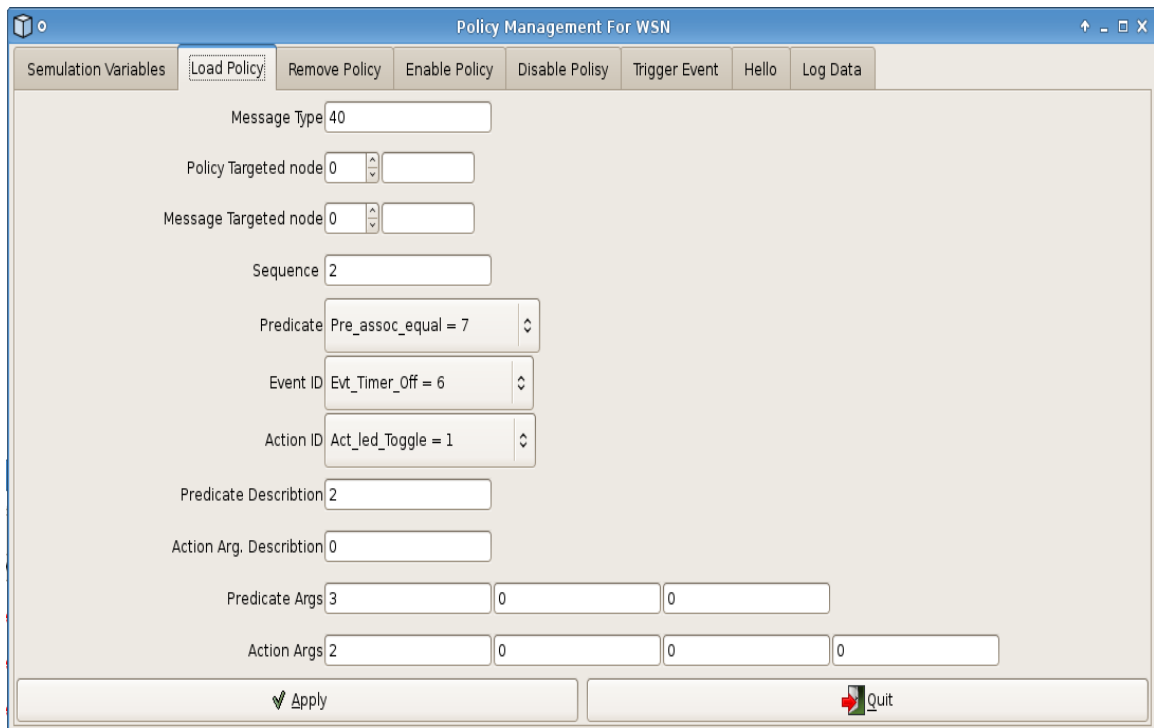 Policy Management For WSN
Semulation Variables Load Policy Remove Policy Enable Policy Disable Polisy Trigger Event Hello Log Data
Message Type 40
Policy Targeted node 0
Message Targeted node 0
Sequence 2
Predicate Pre_assoc_equal = 7
Event ID Evt_Timer_Off = 6
Action ID Act_led_Toggle = 1
Predicate Describtion 2
Action Arg. Describtion 0
Predicate Args 3 0 0
Action Args 2 0 0 0
Apply Quit